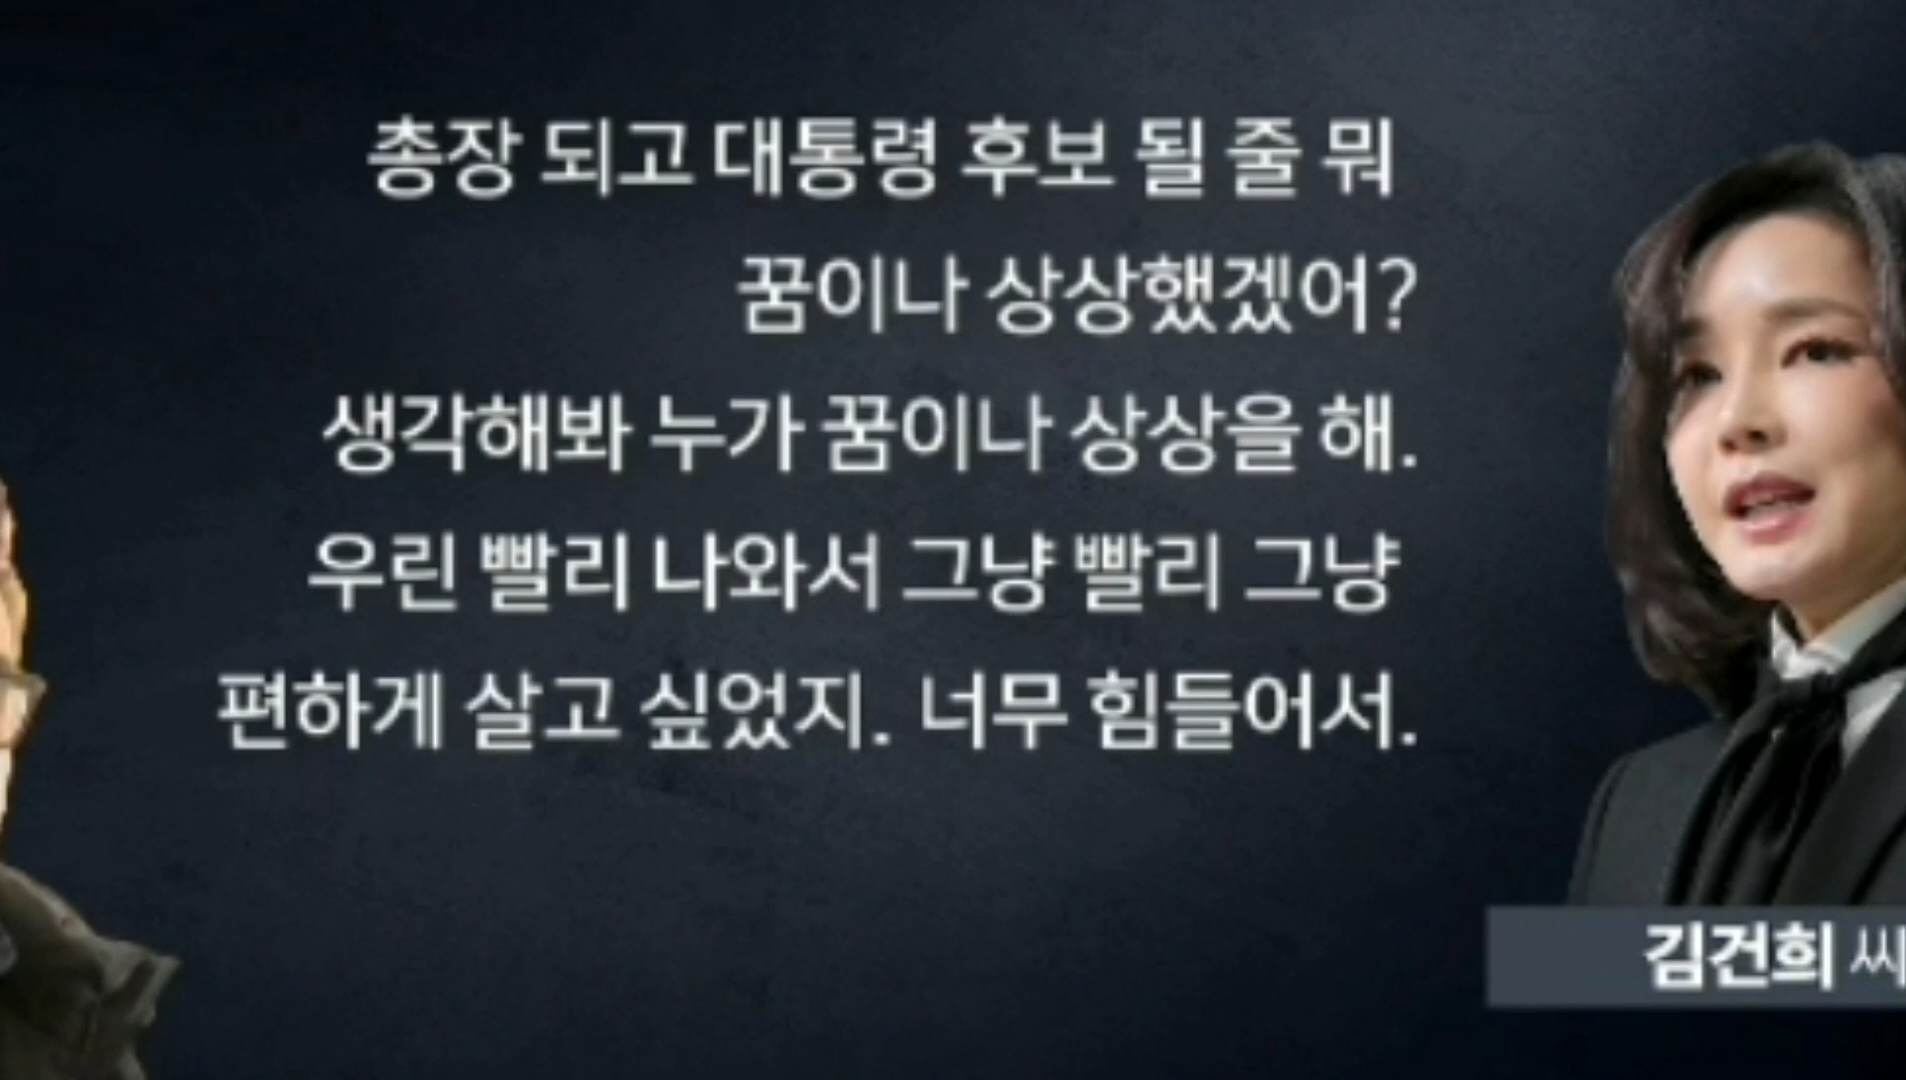 총장 되고 대통령 후보 될 줄 뭐
꿈이나 상상했겠어?
생각해봐 누가 꿈이나 상상을 해.
우린 빨리 나와서 그냥 빨리 그냥
편하게 살고 싶었지. 너무 힘들어서.
김건희 씨